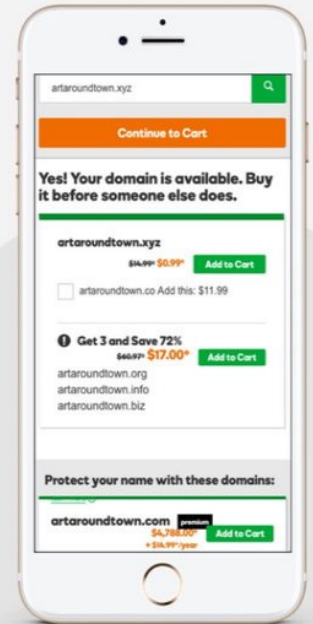 artaroundtown.xyz
Continue to Cart
Yes! Your domain is available. Buy
it before someone else does.
artaroundtown.xyz
$14.99* $0.99* Add to Cart
artaroundtown.co Add this: $11.99
! Get 3 and Save 72%
$60.97* $17.00* Add to Cart
artaroundtown.org
artaroundtown.info
artaroundtown.biz
Protect your name with these domains:
artaroundtown.com premium
$4,788.00* Add to Cart
+ $14.99*/year